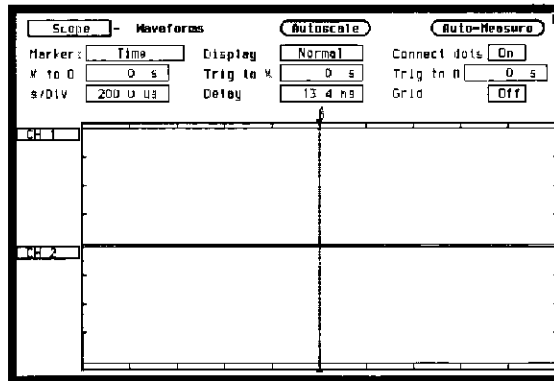 Scope - Waveforms Autoscale Auto-Measure
Markers Time Display Normal Connect dots On
X to O 0 s Trig to X 0 s Trig to O 0 s
s/DIV 200.0 us Delay 13.4 ns Grid Off
CH 1
CH 2